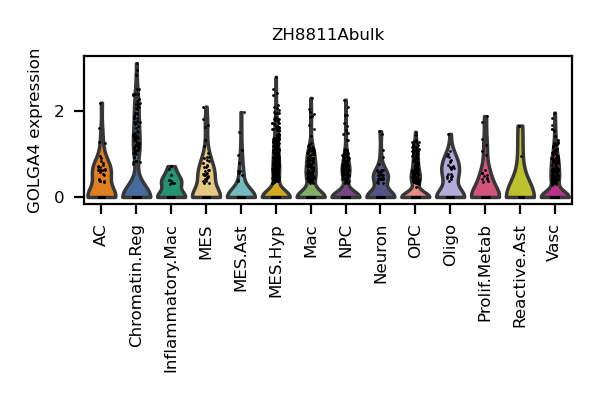 ZH8811Abulk
GOLGA4 expression
2
0
AC
Chromatin.Reg
Inflammatory.Mac
MES
MES.Ast
MES.Hyp
Mac
NPC
Neuron
OPC
Oligo
Prolif.Metab
Reactive.Ast
Vasc